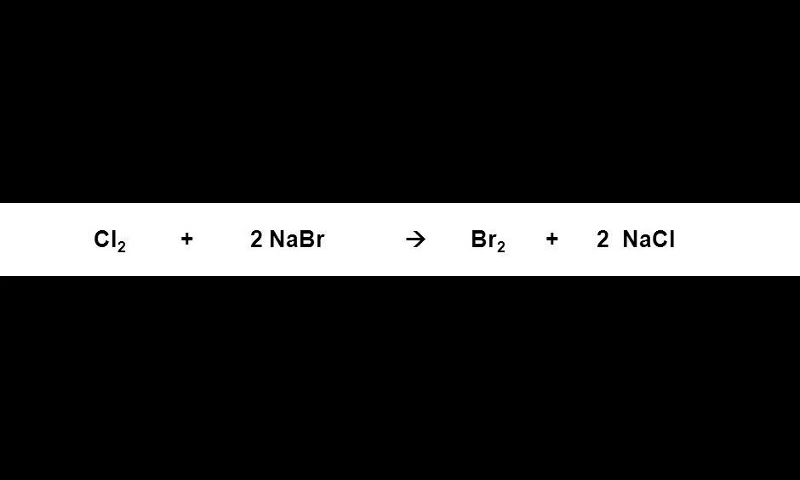 Cl₂ + 2 NaBr → Br₂ + 2 NaCl